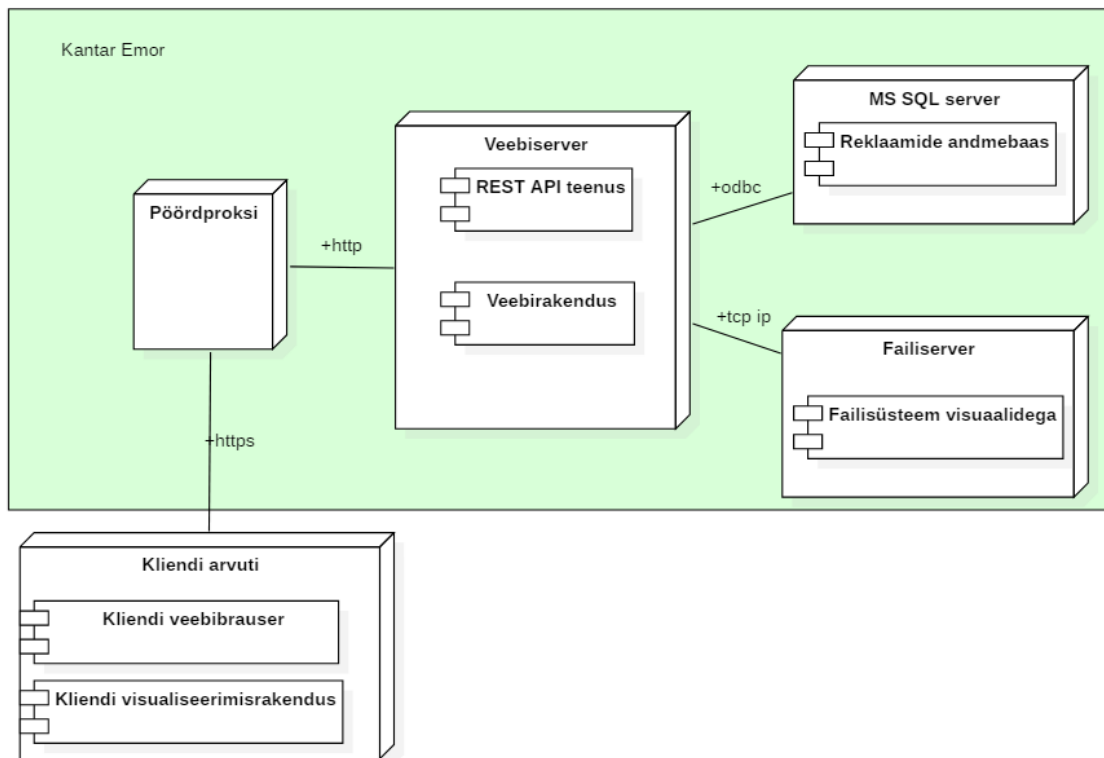 Kantar Emor
MS SQL server
Reklaamide andmebaas
Veebiserver
REST API teenus
Veebirakendus
Pöördproksi
+http
+odbc
+tcp ip
Failiserver
Failisüsteem visuaalidega
+https
Kliendi arvuti
Kliendi veebibrauser
Kliendi visualiseerimisrakendus